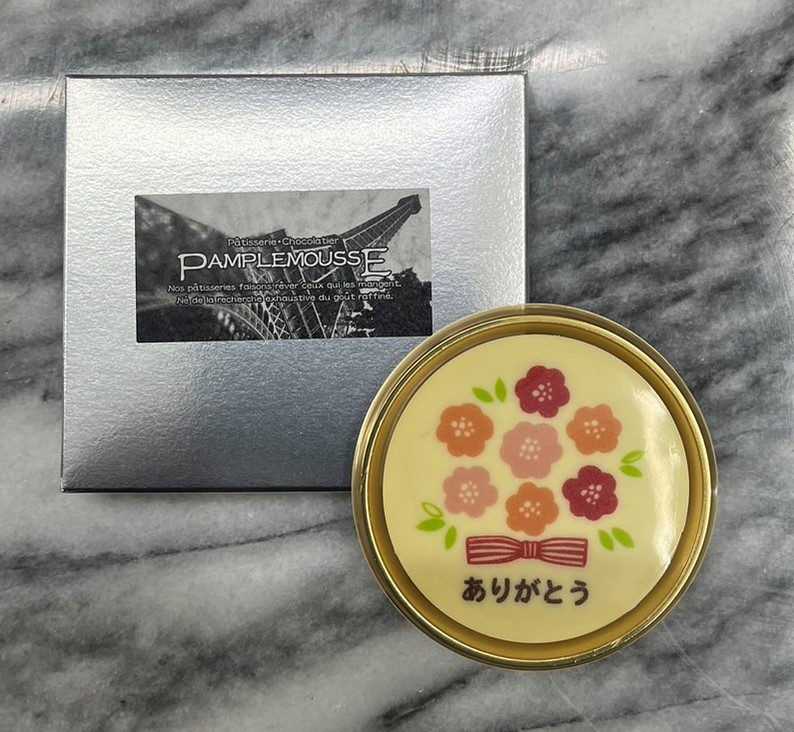 Pâtisserie•Chocolatier
PAMPLEMOUSSE
Nos pâtisseries faisons rêver ceux qui les mangent.
Né de la recherche exhaustive du goût raffiné.
ありがとう